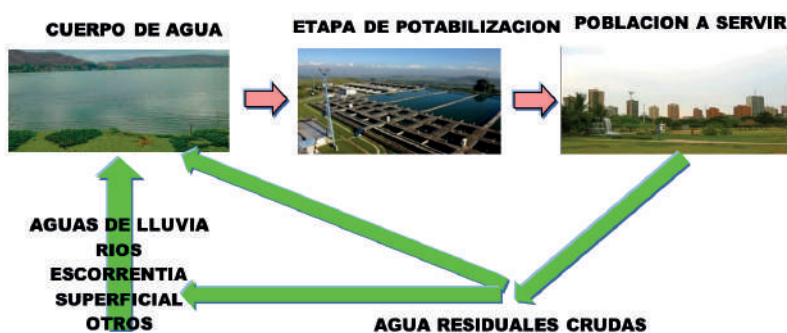 CUERPO DE AGUA
ETAPA DE POTABILIZACION
POBLACION A SERVIR
AGUAS DE LLUVIA
RIOS
ESCORRENTIA
SUPERFICIAL
OTROS
AGUA RESIDUALES CRUDAS